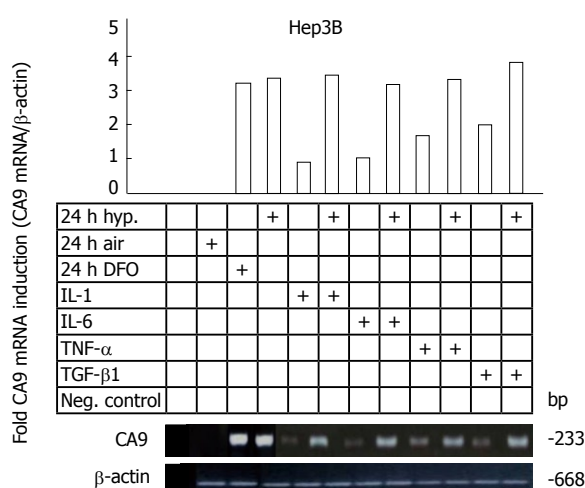 Hep3B
Fold CA9 mRNA induction (CA9 mRNA/β-actin)
5
4
3
2
1
0
24 h hyp. + + + + +
24 h air +
24 h DFO +
IL-1 + +
IL-6 + +
TNF-α + +
TGF-β1 + +
Neg. control
bp
CA9 -233
β-actin -668